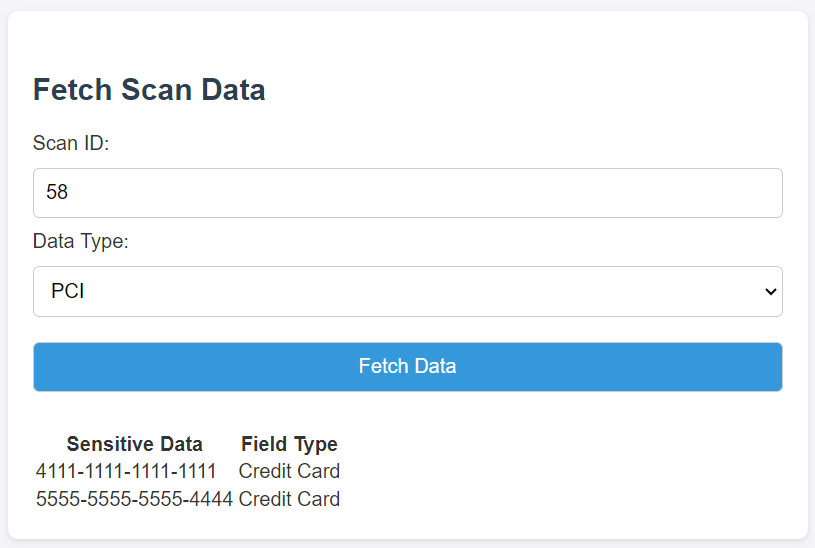 Fetch Scan Data
Scan ID:
58
Data Type:
PCI
Fetch Data
Sensitive Data Field Type
4111-1111-1111-1111 Credit Card
5555-5555-5555-4444 Credit Card